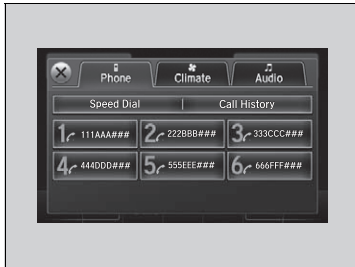 Phone Climate Audio
Speed Dial | Call History
1 111AAA### 2 222BBB### 3 333CCC###
4 444DDD### 5 555EEE### 6 666FFF###